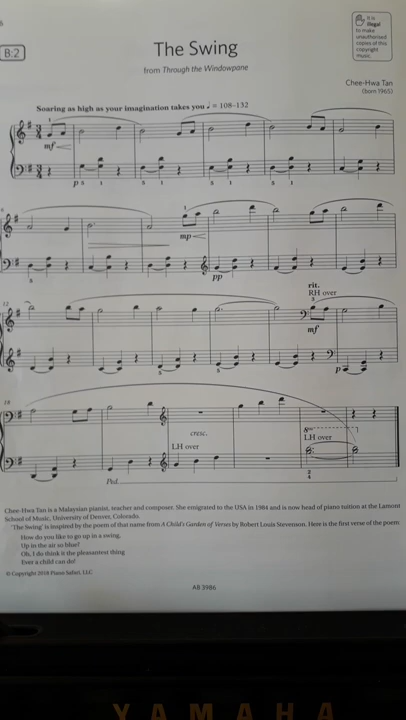 B:2
The Swing
from Through the Windowpane
It is
illegal
to make
unauthorised
copies of this
copyright
music.
Chee-Hwa Tan
(born 1965)
Soaring as high as your imagination takes you ♩ = 108–132
mf
p
mp
pp
12
rit.
RH over
mf
p
18
cresc.
LH over
8va
LH over
Ped.
Chee-Hwa Tan is a Malaysian pianist, teacher and composer. She emigrated to the USA in 1984 and is now head of piano tuition at the Lamont
School of Music, University of Denver, Colorado.
'The Swing' is inspired by the poem of that name from A Child's Garden of Verses by Robert Louis Stevenson. Here is the first verse of the poem:
How do you like to go up in a swing,
Up in the air so blue?
Oh, I do think it the pleasantest thing
Ever a child can do!
© Copyright 2018 Piano Safari, LLC
AB 3986
YAMAHA